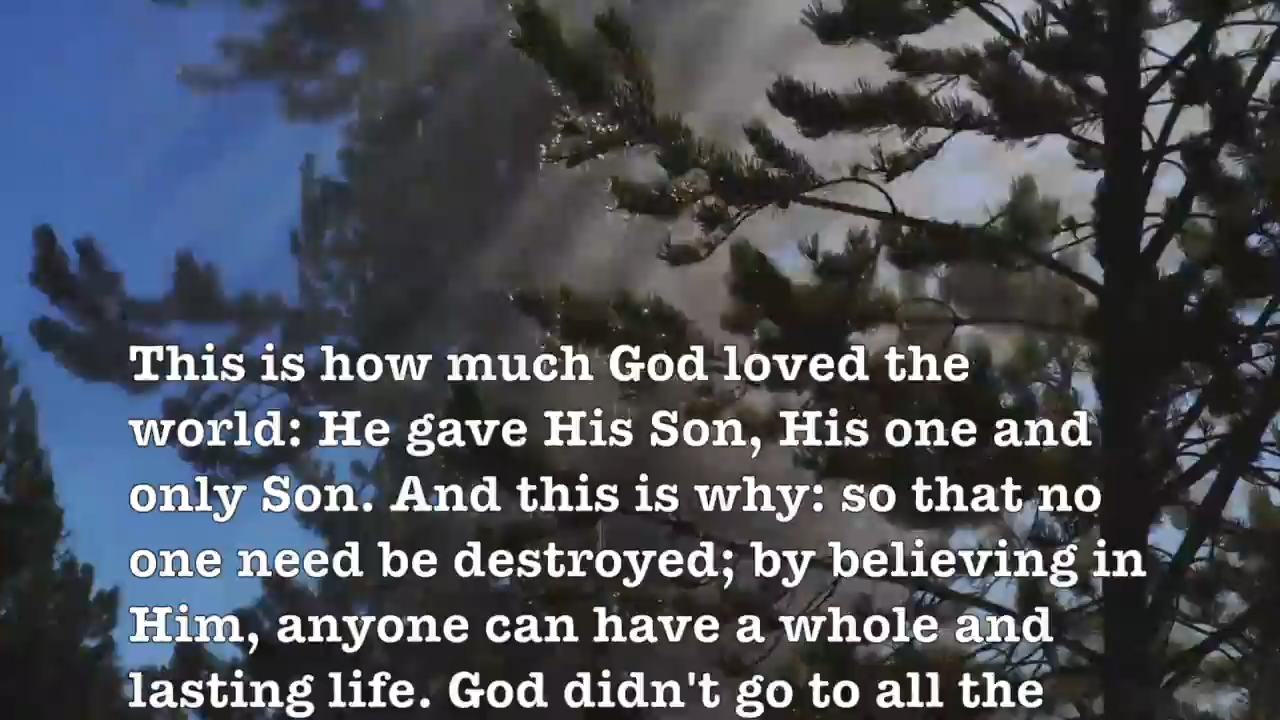 This is how much God loved the
world: He gave His Son, His one and
only Son. And this is why: so that no
one need be destroyed; by believing in
Him, anyone can have a whole and
lasting life. God didn't go to all the